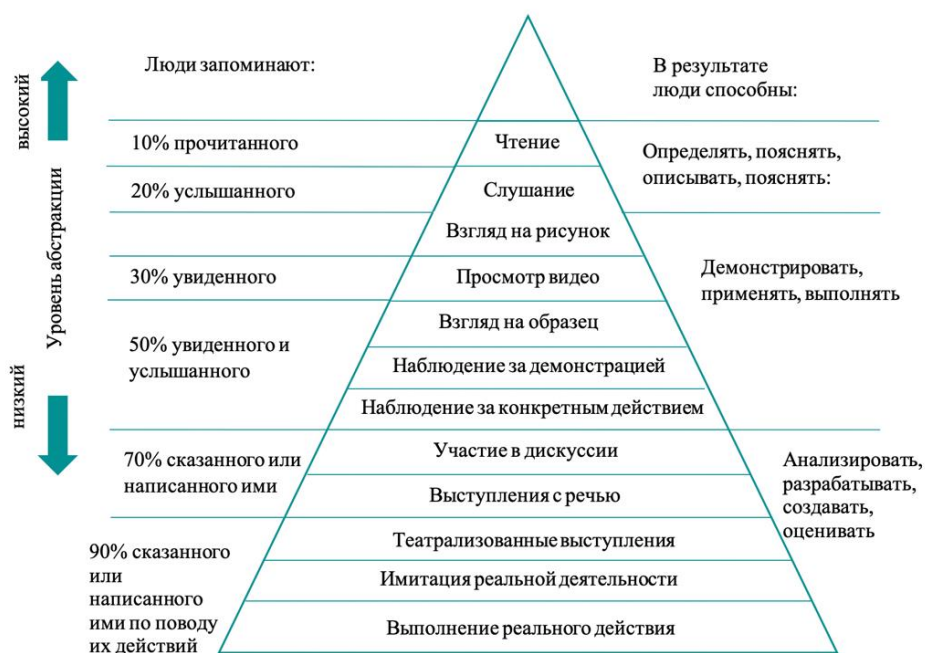 Люди запоминают:
В результате
люди способны:
высокий
Уровень абстракции
низкий
10% прочитанного
Чтение
Определять, пояснять,
описывать, пояснять:
20% услышанного
Слушание
Взгляд на рисунок
30% увиденного
Просмотр видео
Демонстрировать,
применять, выполнять
50% увиденного и
услышанного
Взгляд на образец
Наблюдение за демонстрацией
Наблюдение за конкретным действием
70% сказанного или
написанного ими
Участие в дискуссии
Выступления с речью
Анализировать,
разрабатывать,
создавать,
оценивать
90% сказанного
или
написанного
ими по поводу
их действий
Театрализованные выступления
Имитация реальной деятельности
Выполнение реального действия